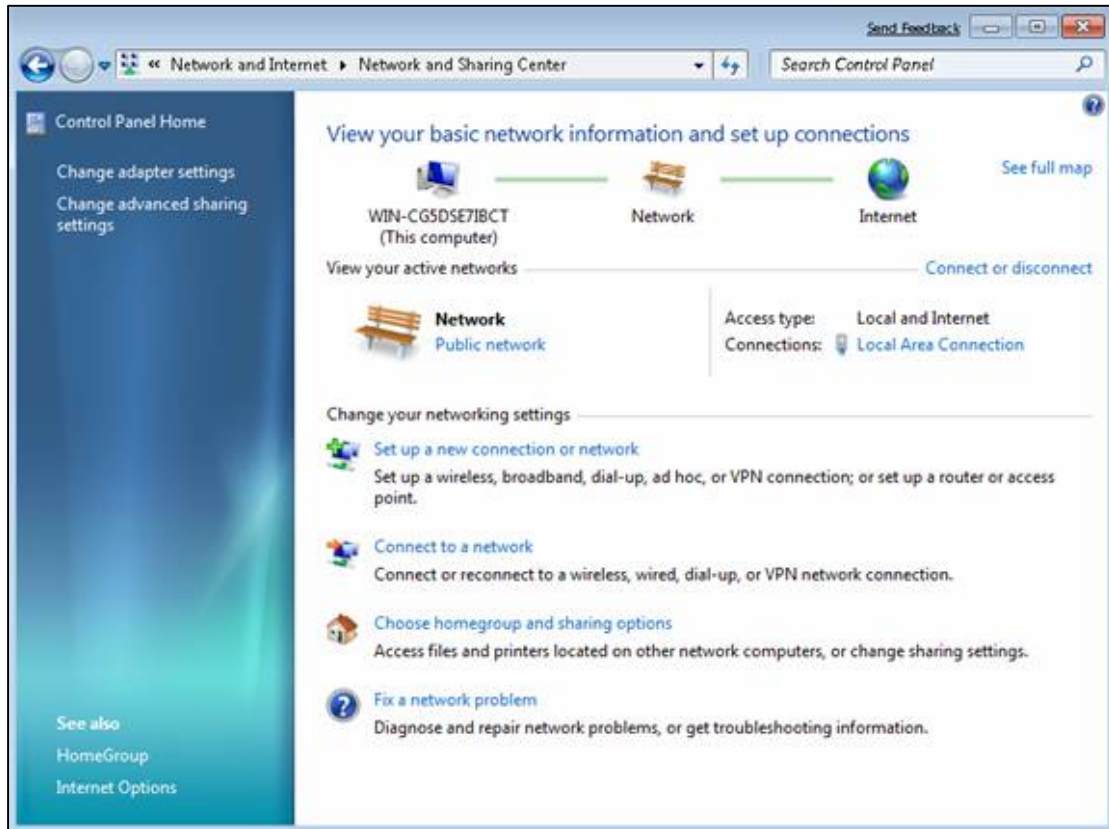 Send Feedback
« Network and Internet ▸ Network and Sharing Center
Search Control Panel
Control Panel Home
Change adapter settings
Change advanced sharing
settings
See also
HomeGroup
Internet Options
View your basic network information and set up connections
See full map
WIN-CG5DSE7IBCT
(This computer)
Network
Internet
View your active networks
Connect or disconnect
Network
Public network
Access type: Local and Internet
Connections: Local Area Connection
Change your networking settings
Set up a new connection or network
Set up a wireless, broadband, dial-up, ad hoc, or VPN connection; or set up a router or access
point.
Connect to a network
Connect or reconnect to a wireless, wired, dial-up, or VPN network connection.
Choose homegroup and sharing options
Access files and printers located on other network computers, or change sharing settings.
Fix a network problem
Diagnose and repair network problems, or get troubleshooting information.